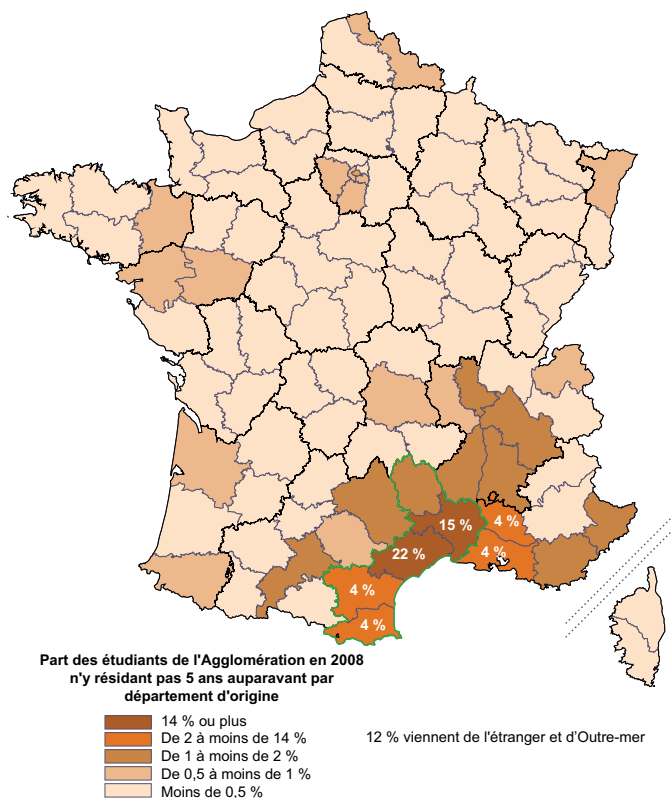 15 %
4 %
22 %
4 %
4 %
4 %
Part des étudiants de l'Agglomération en 2008
n'y résidant pas 5 ans auparavant par
département d'origine
14 % ou plus
De 2 à moins de 14 %
De 1 à moins de 2 %
De 0,5 à moins de 1 %
Moins de 0,5 %
12 % viennent de l'étranger et d'Outre-mer